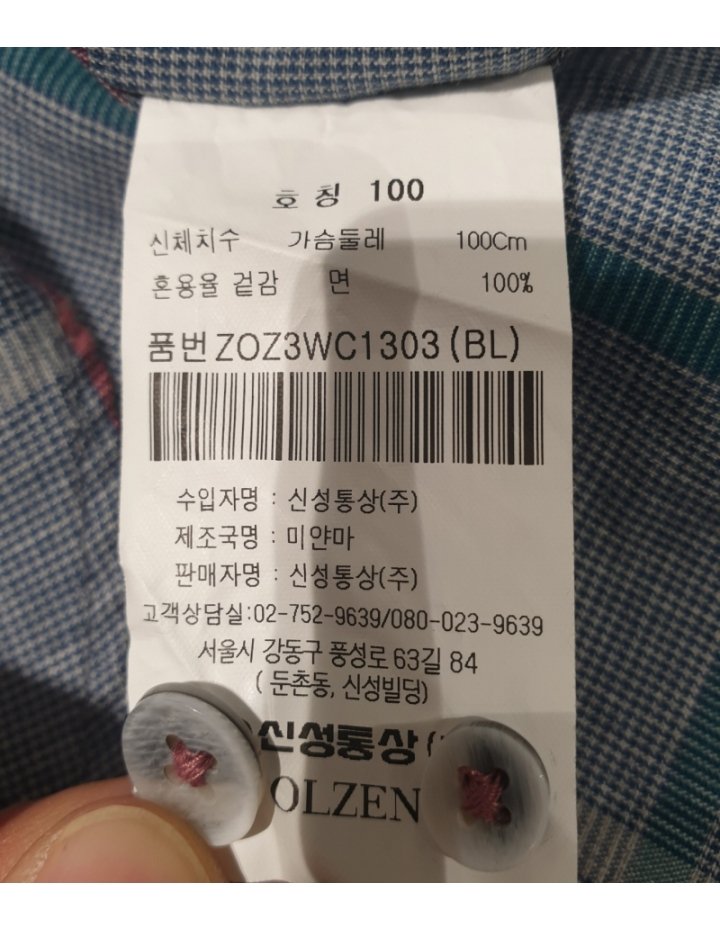 호칭 100
신체치수 가슴둘레 100Cm
혼용율 겉감 면 100%
품번 ZOZ3WC1303 (BL)
수입자명 : 신성통상(주)
제조국명 : 미얀마
판매자명 : 신성통상(주)
고객상담실:02-752-9639/080-023-9639
서울시 강동구 풍성로 63길 84
( 둔촌동, 신성빌딩)
신성통상(
OLZEN